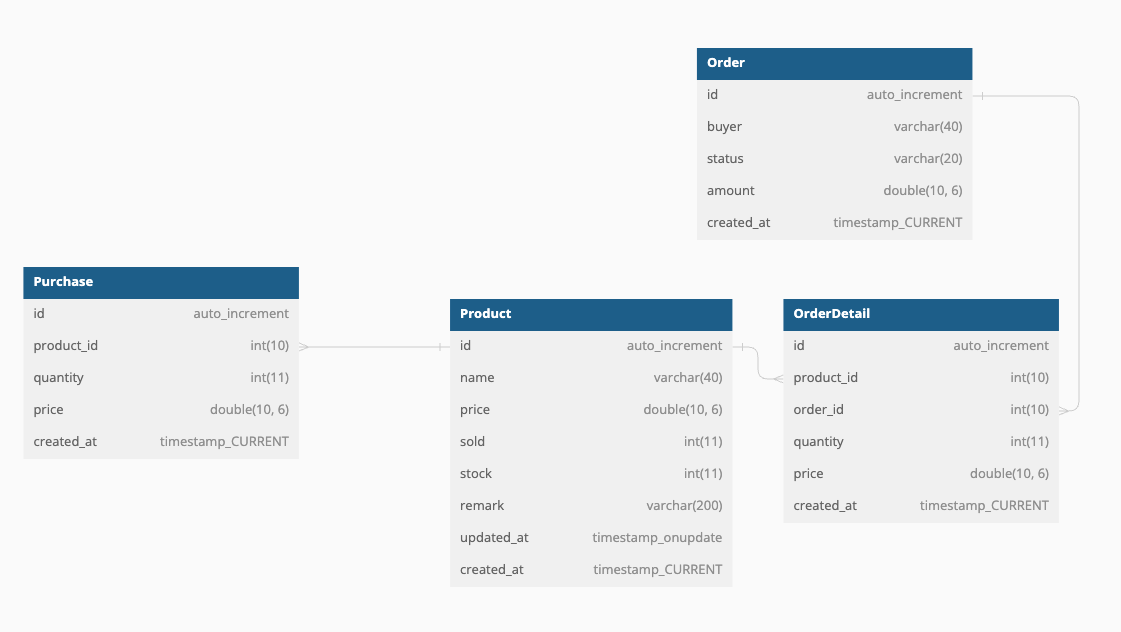 Order
id auto_increment
buyer varchar(40)
status varchar(20)
amount double(10, 6)
created_at timestamp_CURRENT
Purchase
id auto_increment
product_id int(10)
quantity int(11)
price double(10, 6)
created_at timestamp_CURRENT
Product
id auto_increment
name varchar(40)
price double(10, 6)
sold int(11)
stock int(11)
remark varchar(200)
updated_at timestamp_onupdate
created_at timestamp_CURRENT
OrderDetail
id auto_increment
product_id int(10)
order_id int(10)
quantity int(11)
price double(10, 6)
created_at timestamp_CURRENT